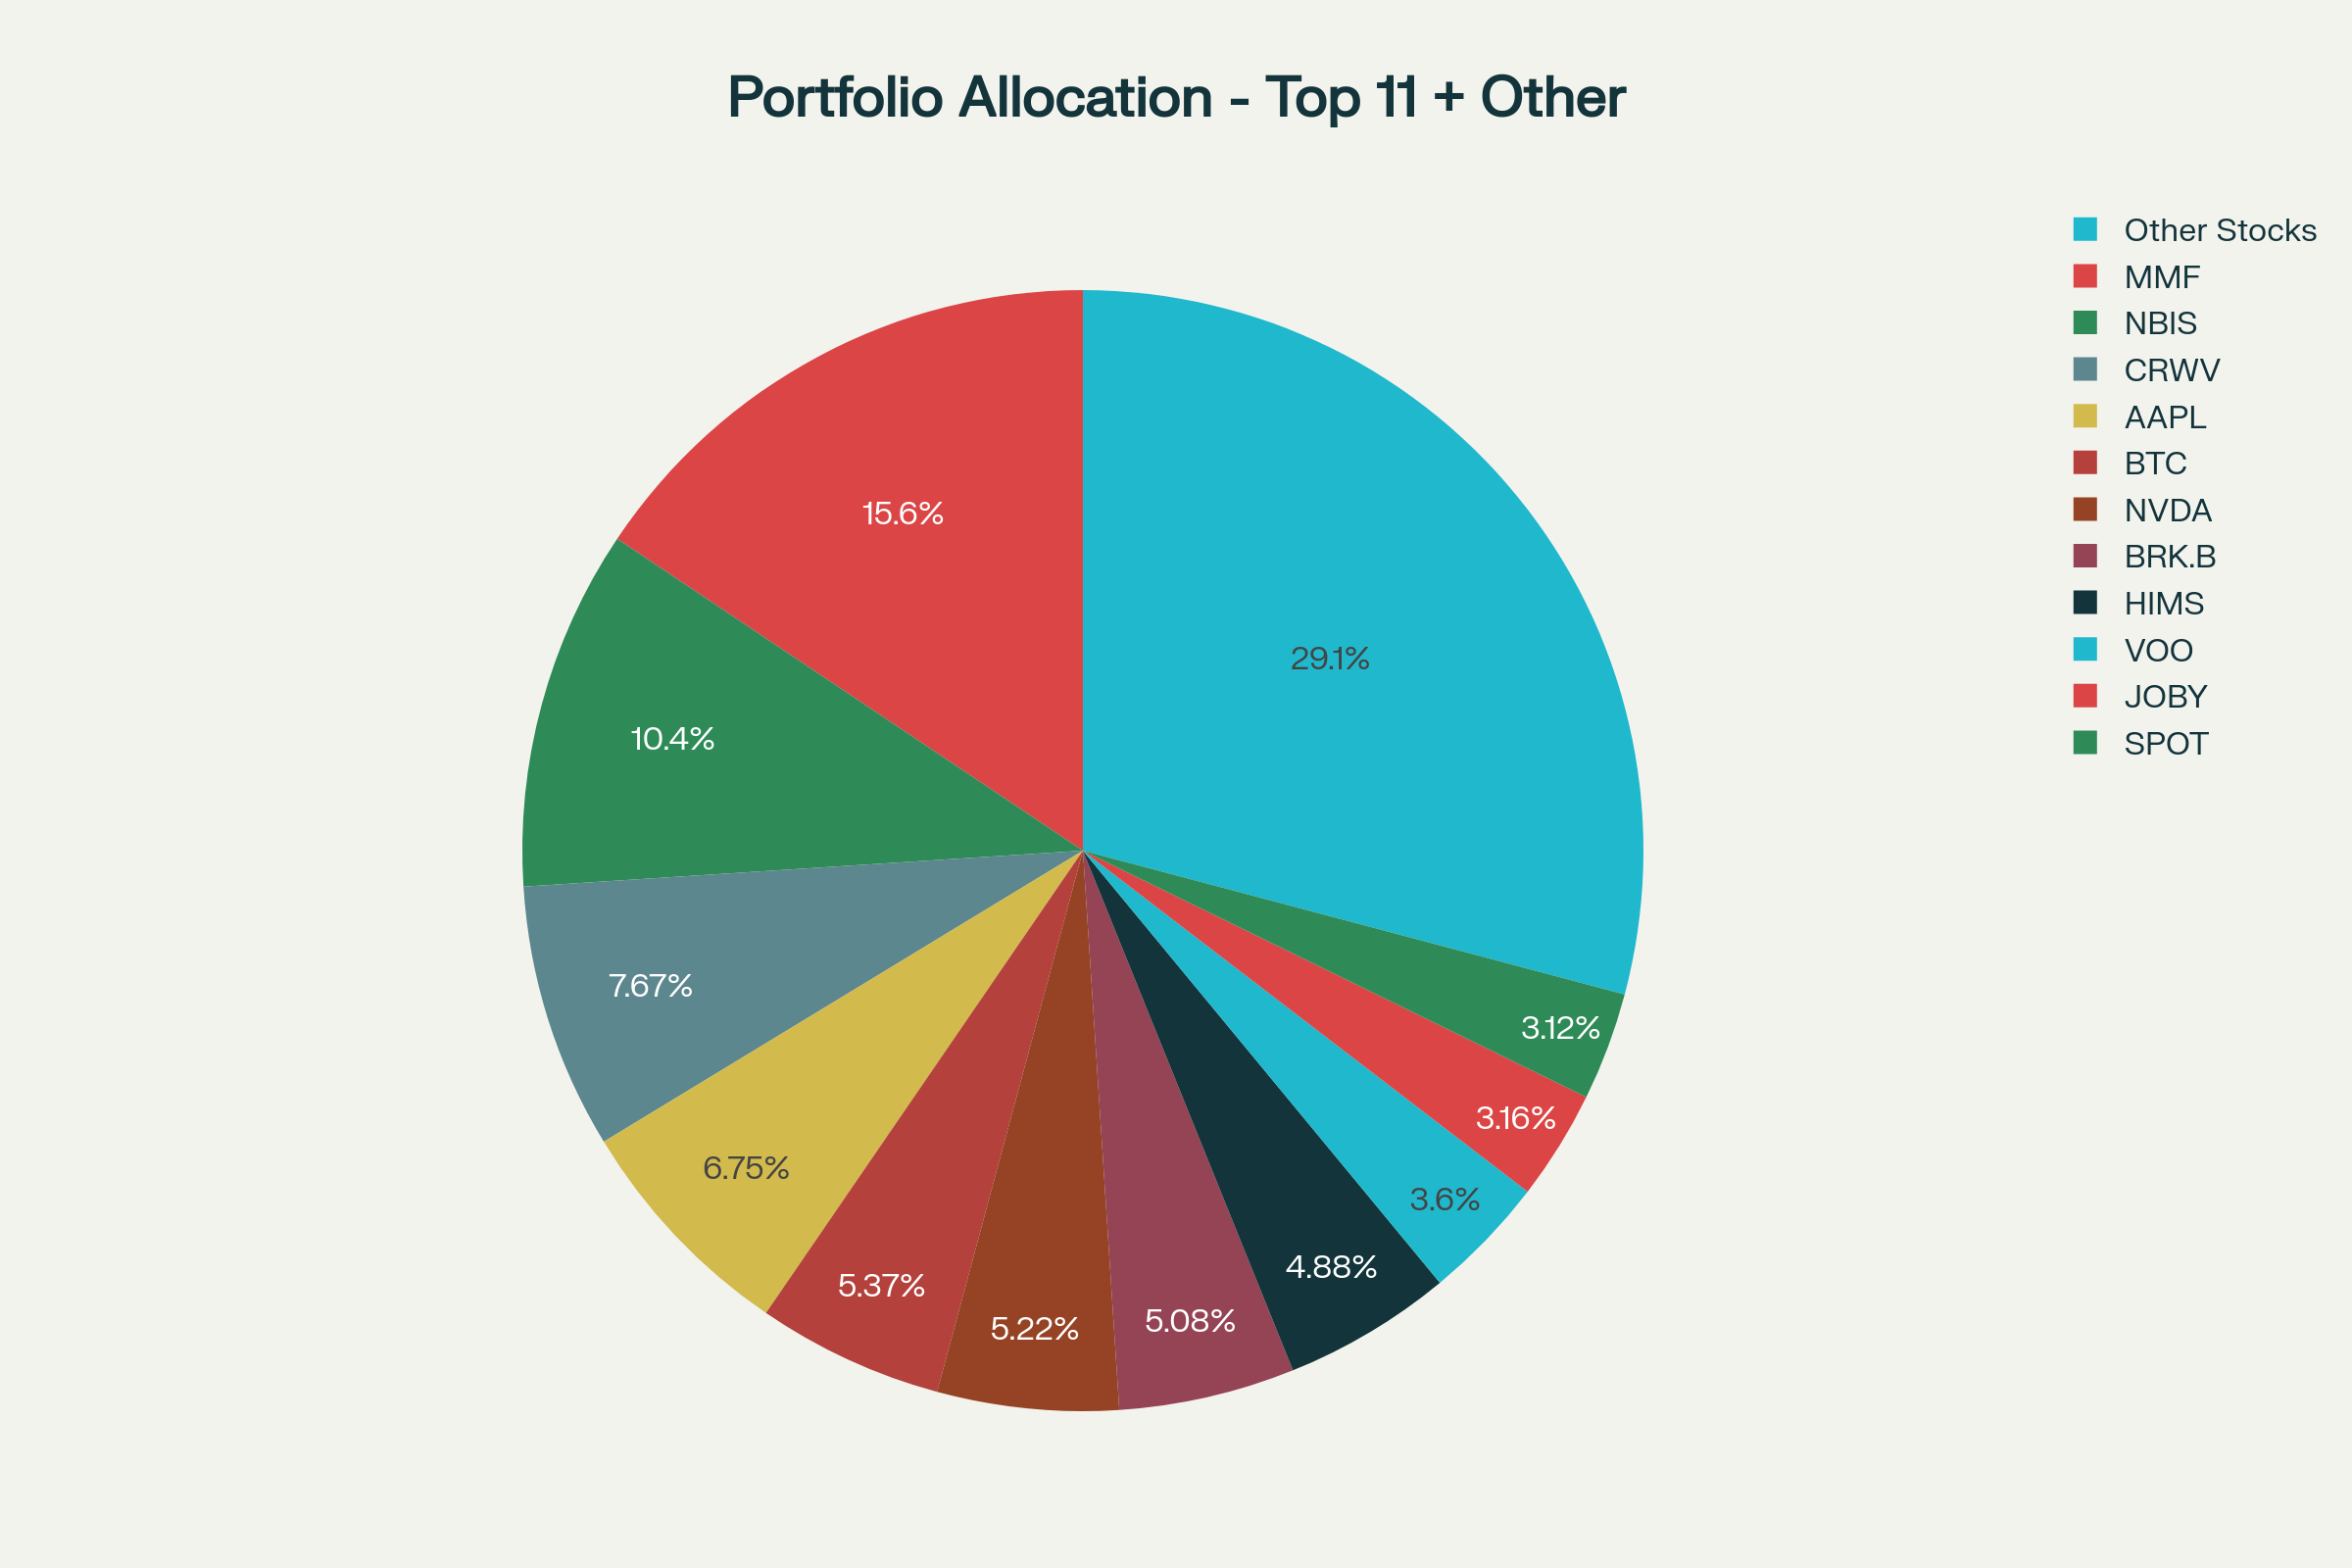 Portfolio Allocation - Top 11 + Other
Other Stocks
MMF
NBIS
CRWV
AAPL
BTC
NVDA
BRK.B
HIMS
VOO
JOBY
SPOT
29.1%
15.6%
10.4%
7.67%
6.75%
5.37%
5.22%
5.08%
4.88%
3.6%
3.16%
3.12%